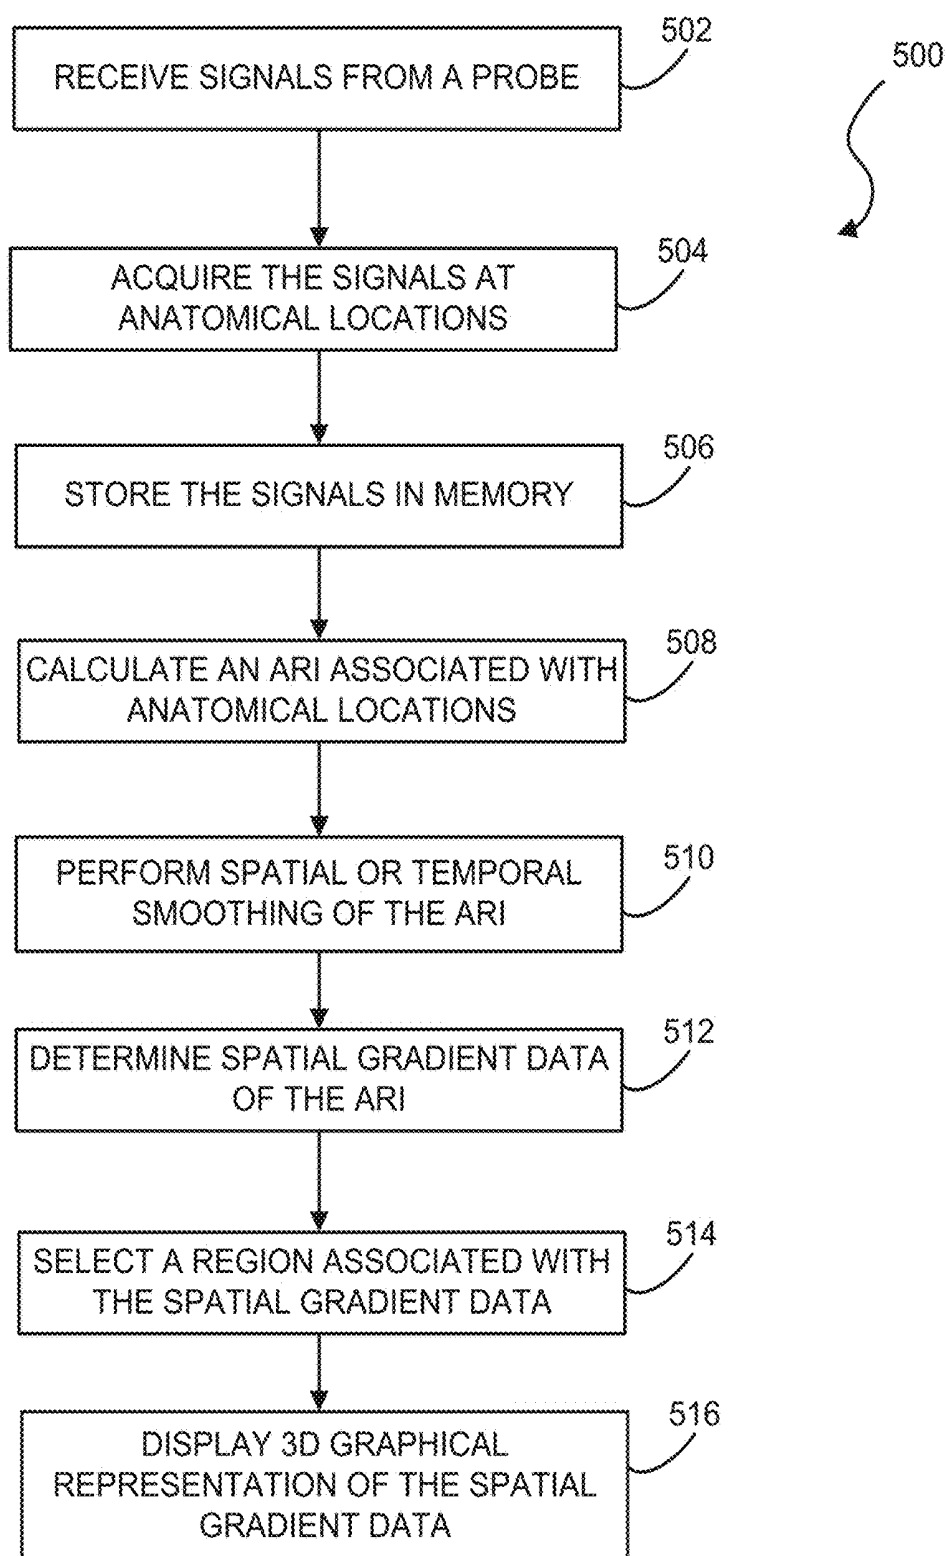 502
RECEIVE SIGNALS FROM A PROBE
500
504
ACQUIRE THE SIGNALS AT
ANATOMICAL LOCATIONS
506
STORE THE SIGNALS IN MEMORY
508
CALCULATE AN ARI ASSOCIATED WITH
ANATOMICAL LOCATIONS
510
PERFORM SPATIAL OR TEMPORAL
SMOOTHING OF THE ARI
512
DETERMINE SPATIAL GRADIENT DATA
OF THE ARI
514
SELECT A REGION ASSOCIATED WITH
THE SPATIAL GRADIENT DATA
516
DISPLAY 3D GRAPHICAL
REPRESENTATION OF THE SPATIAL
GRADIENT DATA